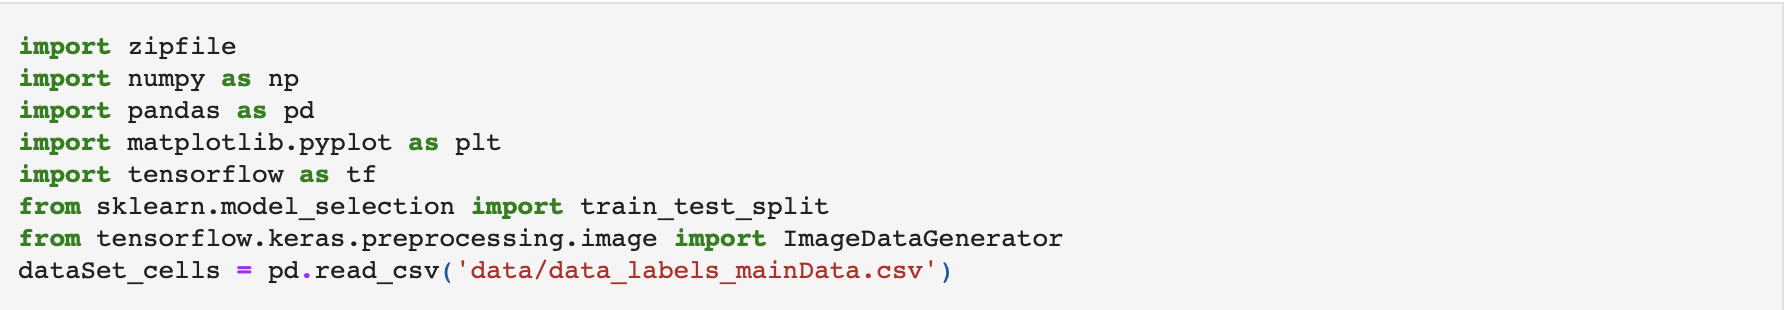 import zipfile
import numpy as np
import pandas as pd
import matplotlib.pyplot as plt
import tensorflow as tf
from sklearn.model_selection import train_test_split
from tensorflow.keras.preprocessing.image import ImageDataGenerator
dataSet_cells = pd.read_csv('data/data_labels_mainData.csv')